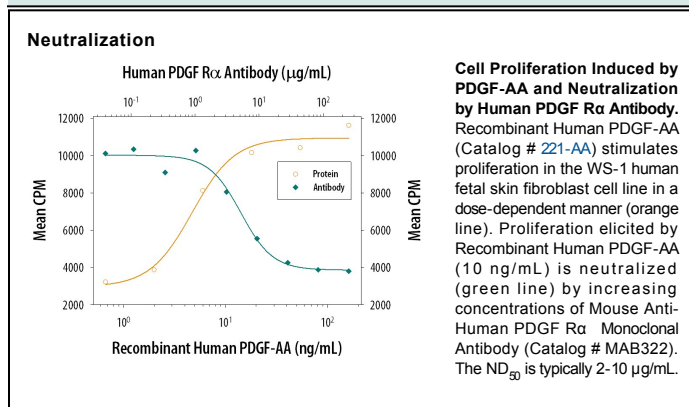 Neutralization
Human PDGF Rα Antibody (µg/mL)
10⁻¹ 10⁰ 10¹ 10²
12000 12000
10000 10000
8000 8000
6000 6000
4000 4000
2000 2000
Mean CPM
Mean CPM
Protein
Antibody
10⁰ 10¹ 10²
Recombinant Human PDGF-AA (ng/mL)
Cell Proliferation Induced by
PDGF-AA and Neutralization
by Human PDGF Rα Antibody.
Recombinant Human PDGF-AA
(Catalog # 221-AA) stimulates
proliferation in the WS-1 human
fetal skin fibroblast cell line in a
dose-dependent manner (orange
line). Proliferation elicited by
Recombinant Human PDGF-AA
(10 ng/mL) is neutralized
(green line) by increasing
concentrations of Mouse Anti-
Human PDGF Rα Monoclonal
Antibody (Catalog # MAB322).
The ND₅₀ is typically 2-10 µg/mL.